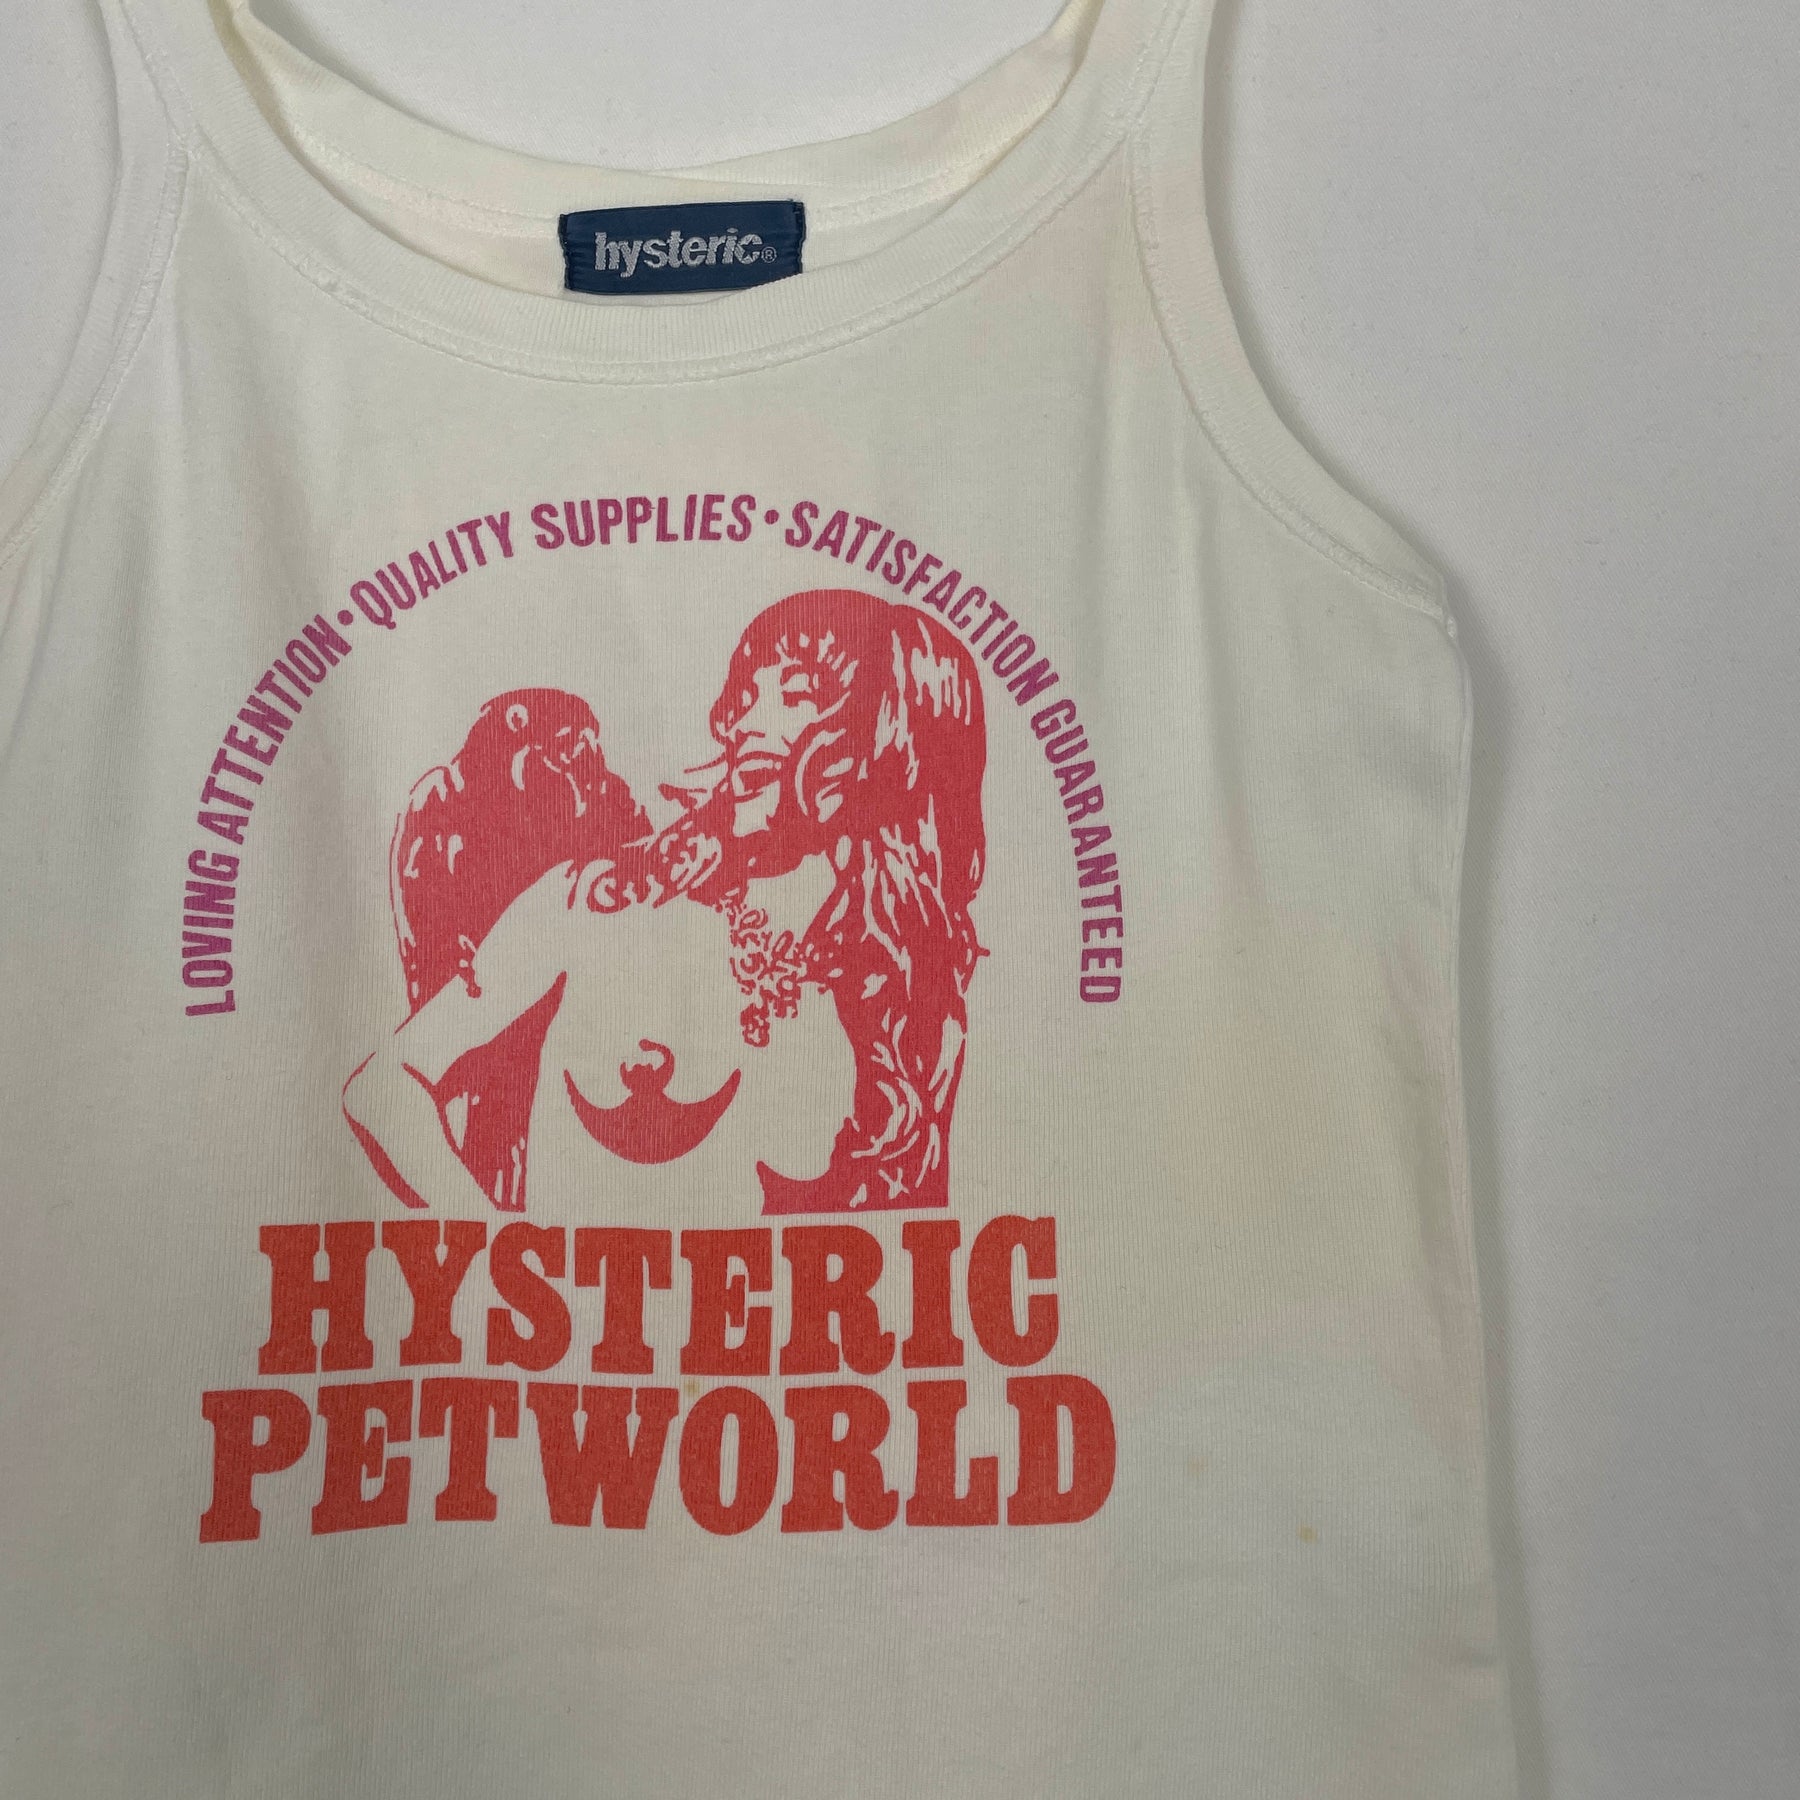 hysteric®
LOVING ATTENTION • QUALITY SUPPLIES • SATISFACTION GUARANTEED
HYSTERIC
PETWORLD